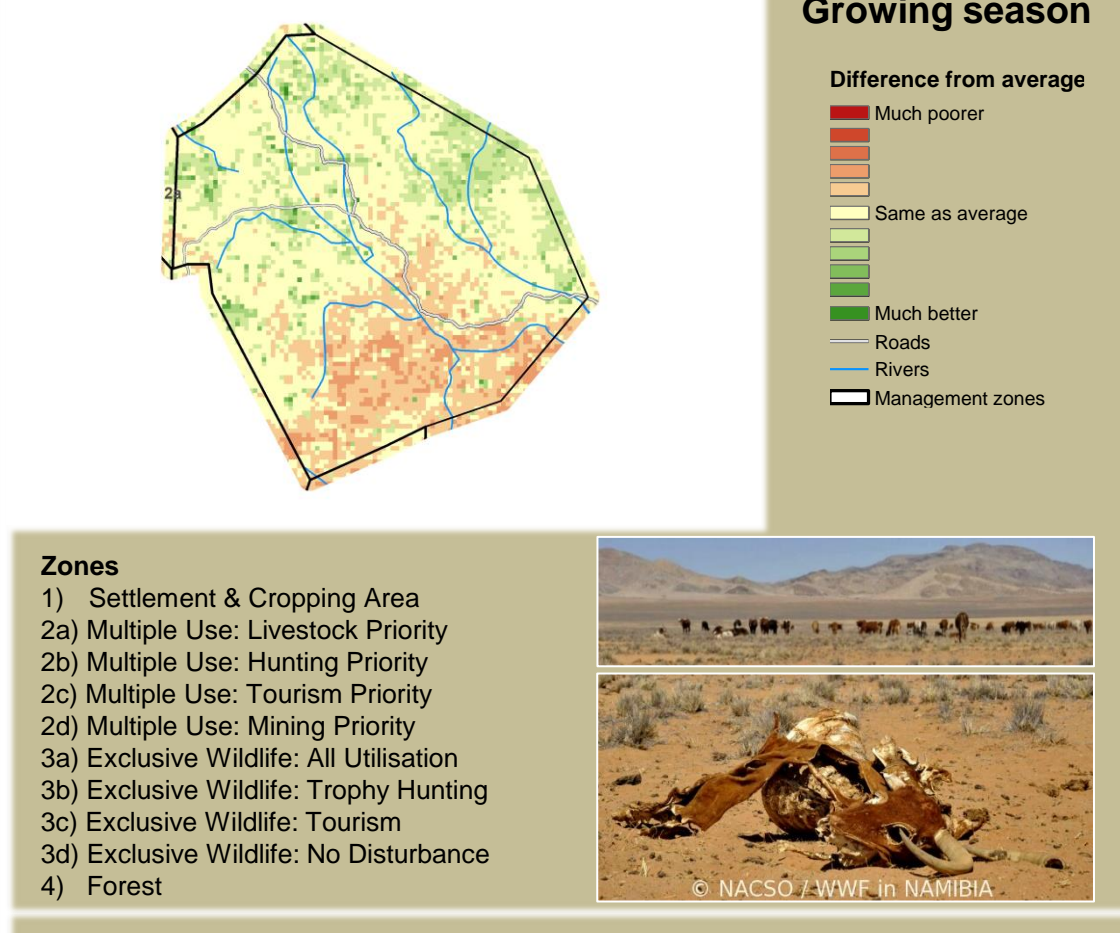 Growing season
Difference from average
Much poorer
Same as average
Much better
Roads
Rivers
Management zones
2a
Zones
1) Settlement & Cropping Area
2a) Multiple Use: Livestock Priority
2b) Multiple Use: Hunting Priority
2c) Multiple Use: Tourism Priority
2d) Multiple Use: Mining Priority
3a) Exclusive Wildlife: All Utilisation
3b) Exclusive Wildlife: Trophy Hunting
3c) Exclusive Wildlife: Tourism
3d) Exclusive Wildlife: No Disturbance
4) Forest
© NACSO / WWF in NAMIBIA